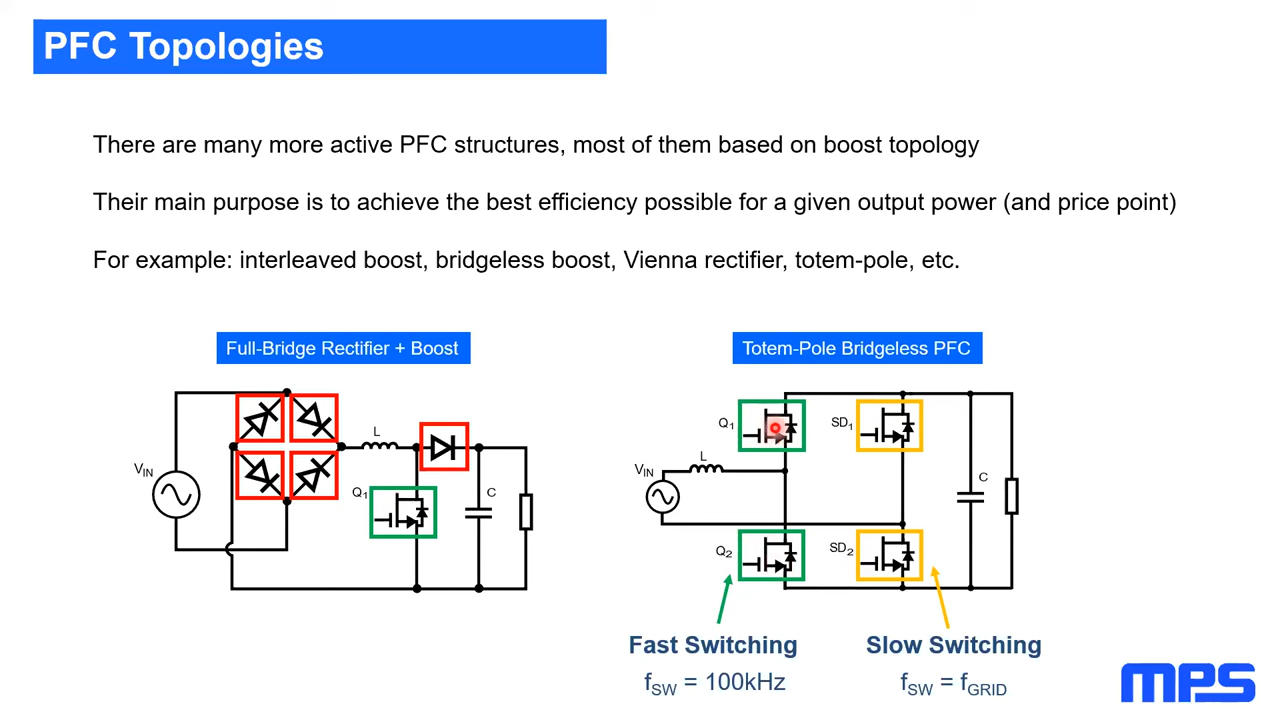 PFC Topologies
There are many more active PFC structures, most of them based on boost topology
Their main purpose is to achieve the best efficiency possible for a given output power (and price point)
For example: interleaved boost, bridgeless boost, Vienna rectifier, totem-pole, etc.
Full-Bridge Rectifier + Boost
VIN
L
Q1
C
Totem-Pole Bridgeless PFC
Q1
SD1
VIN
L
C
Q2
SD2
Fast Switching
fSW = 100kHz
Slow Switching
fSW = fGRID
mps